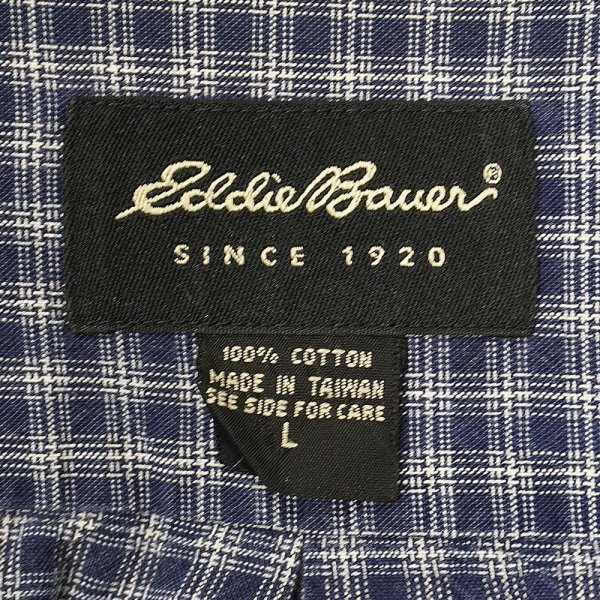 Eddie Bauer®
SINCE 1920
100% COTTON
MADE IN TAIWAN
SEE SIDE FOR CARE
L